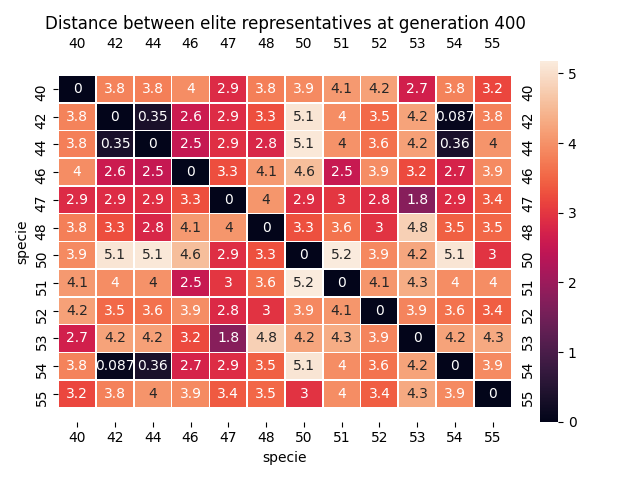 Distance between elite representatives at generation 400
40 42 44 46 47 48 50 51 52 53 54 55
40 0 3.8 3.8 4 2.9 3.8 3.9 4.1 4.2 2.7 3.8 3.2 40 5
42 3.8 0 0.35 2.6 2.9 3.3 5.1 4 3.5 4.2 0.087 3.8 42
44 3.8 0.35 0 2.5 2.9 2.8 5.1 4 3.6 4.2 0.36 4 44 4
46 4 2.6 2.5 0 3.3 4.1 4.6 2.5 3.9 3.2 2.7 3.9 46
47 2.9 2.9 2.9 3.3 0 4 2.9 3 2.8 1.8 2.9 3.4 47 3
48 3.8 3.3 2.8 4.1 4 0 3.3 3.6 3 4.8 3.5 3.5 48
specie
50 3.9 5.1 5.1 4.6 2.9 3.3 0 5.2 3.9 4.2 5.1 3 50
51 4.1 4 4 2.5 3 3.6 5.2 0 4.1 4.3 4 4 51 2
52 4.2 3.5 3.6 3.9 2.8 3 3.9 4.1 0 3.9 3.6 3.4 52
53 2.7 4.2 4.2 3.2 1.8 4.8 4.2 4.3 3.9 0 4.2 4.3 53 1
54 3.8 0.087 0.36 2.7 2.9 3.5 5.1 4 3.6 4.2 0 3.9 54
55 3.2 3.8 4 3.9 3.4 3.5 3 4 3.4 4.3 3.9 0 55 0
40 42 44 46 47 48 50 51 52 53 54 55
specie